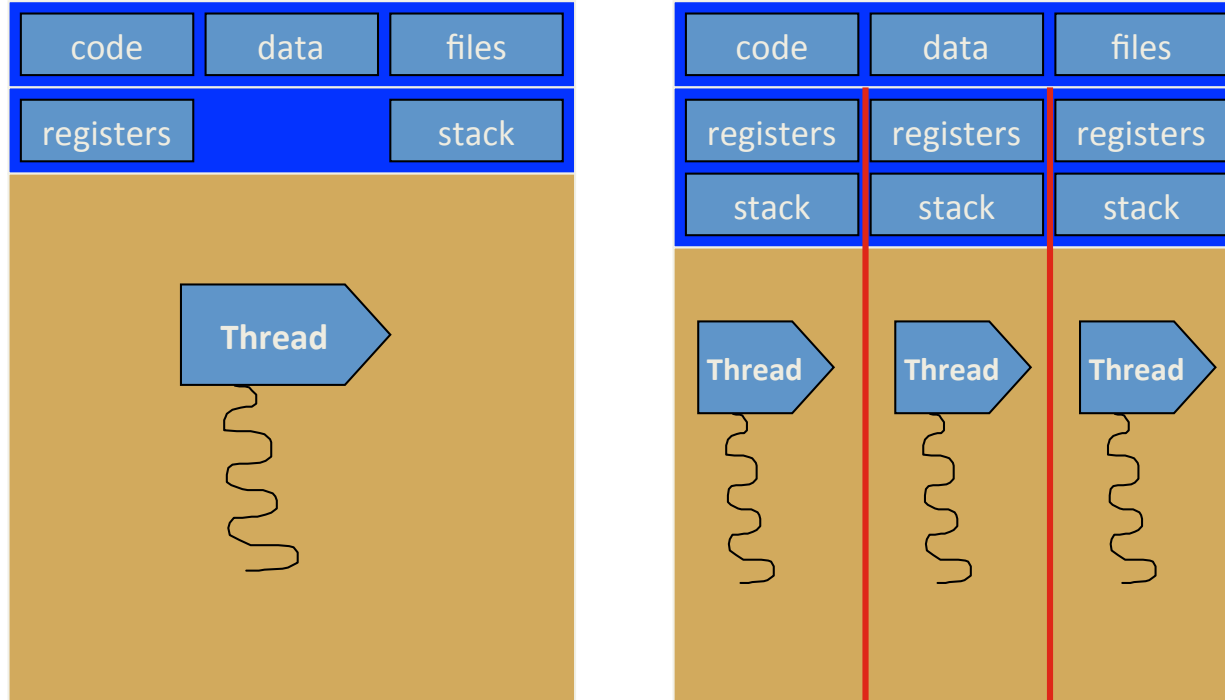 code data files
registers stack
Thread
code data files
registers registers registers
stack stack stack
Thread Thread Thread